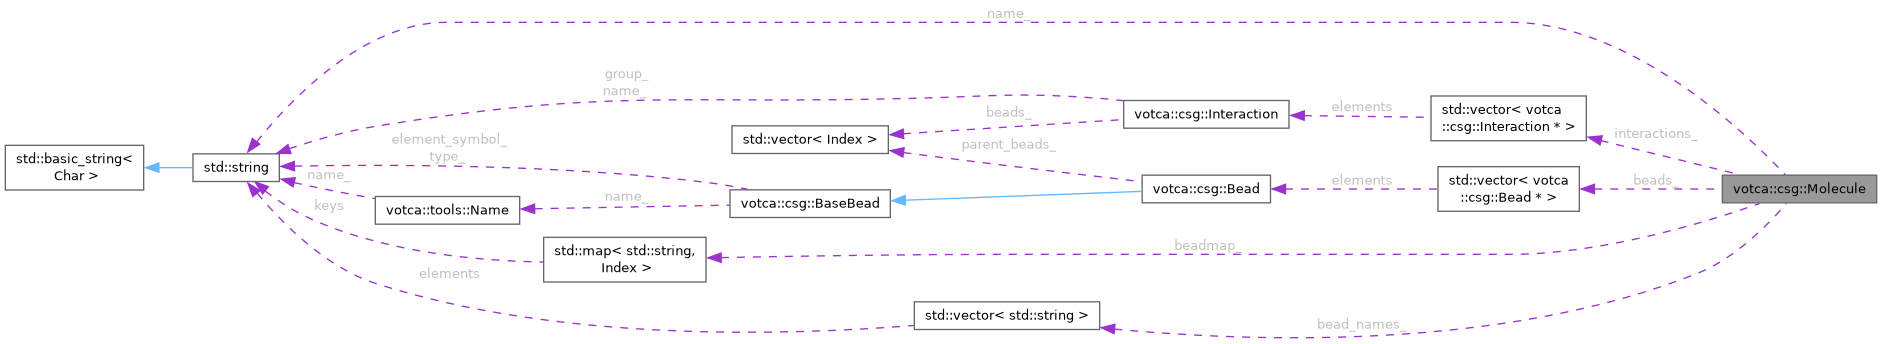 name_
group_
name_
std::vector< votca
::csg::Interaction * >
elements
votca::csg::Interaction
beads_
interactions_
element_symbol_
type_
std::vector< Index >
parent_beads_
std::basic_string<
Char >
std::string
name_
elements
std::vector< votca
::csg::Bead * >
beads_
votca::csg::Molecule
votca::csg::Bead
keys
votca::tools::Name
name_
votca::csg::BaseBead
std::map< std::string,
Index >
beadmap_
elements
std::vector< std::string >
bead_names_